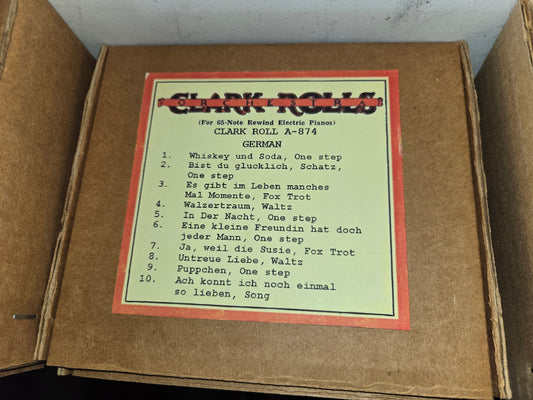 CLARK ROLLS
ORCHESTRA
(For 65-Note Rewind Electric Pianos)
CLARK ROLL A-874
GERMAN
1. Whiskey und Soda, One step
2. Bist du glucklich, Schatz,
One step
3. Es gibt im Leben manches
Mal Momente, Fox Trot
4. Walzertraum, Waltz
5. In Der Nacht, One step
6. Eine kleine Freundin hat doch
jeder Mann, One step
7. Ja, weil die Susie, Fox Trot
8. Untreue Liebe, Waltz
9. Puppchen, One step
10. Ach konnt ich noch einmal
so lieben, Song